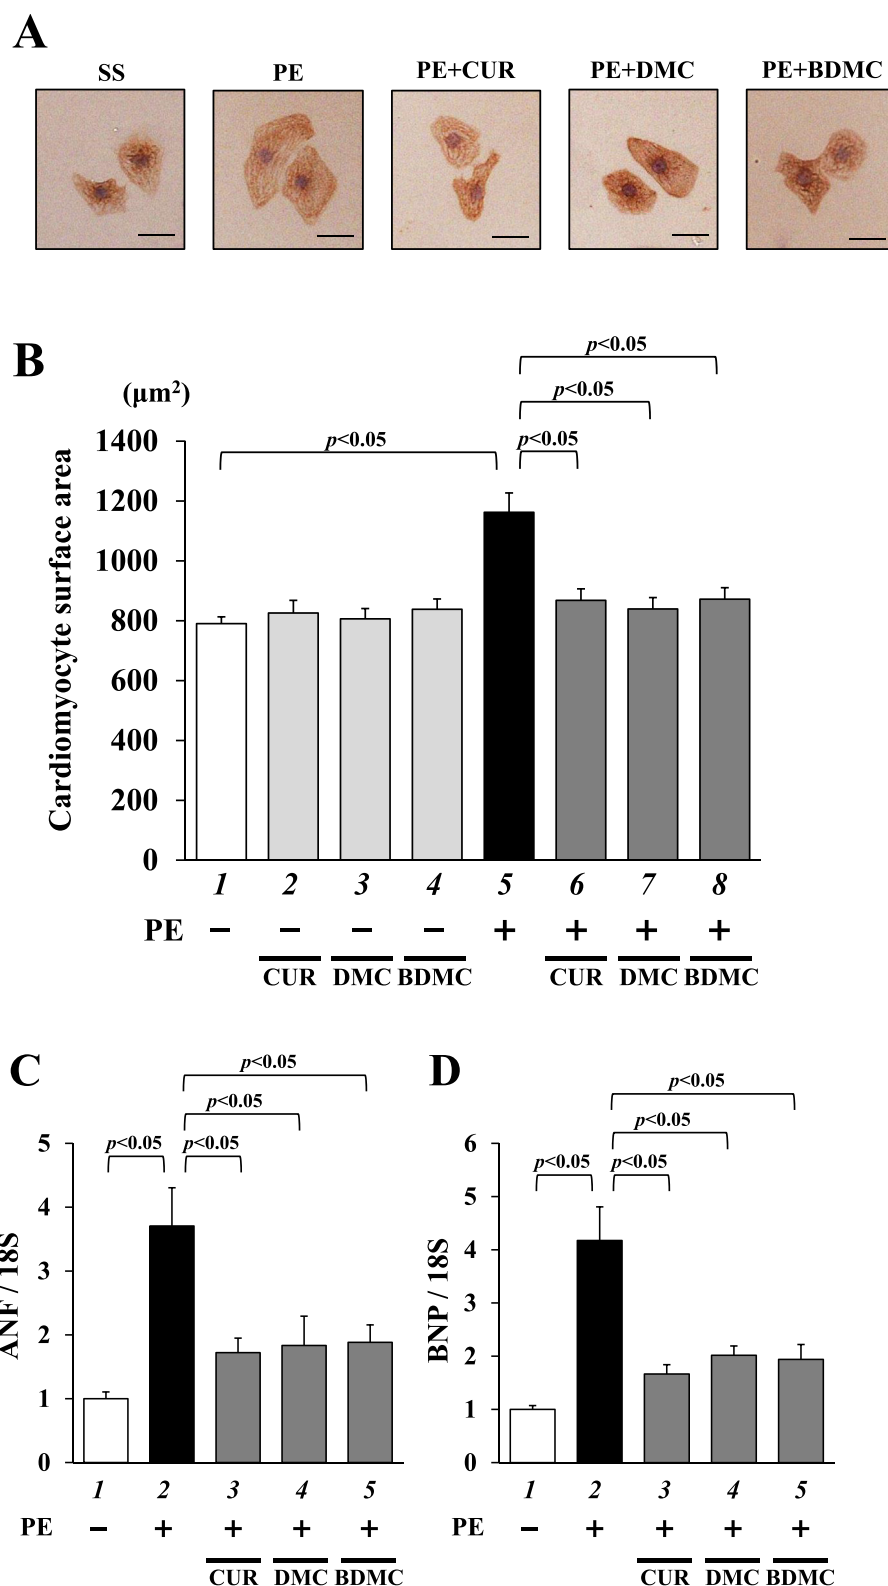 A
SS PE PE+CUR PE+DMC PE+BDMC
B
(μm²)
Cardiomyocyte surface area
1400
1200
1000
800
600
400
200
0
p<0.05
p<0.05
p<0.05
p<0.05
1 2 3 4 5 6 7 8
PE − − − − + + + +
CUR DMC BDMC CUR DMC BDMC
C
ANF / 18S
5
4
3
2
1
0
p<0.05
p<0.05
p<0.05
p<0.05
1 2 3 4 5
PE − + + + +
CUR DMC BDMC
D
BNP / 18S
6
5
4
3
2
1
0
p<0.05
p<0.05
p<0.05
p<0.05
1 2 3 4 5
PE − + + + +
CUR DMC BDMC